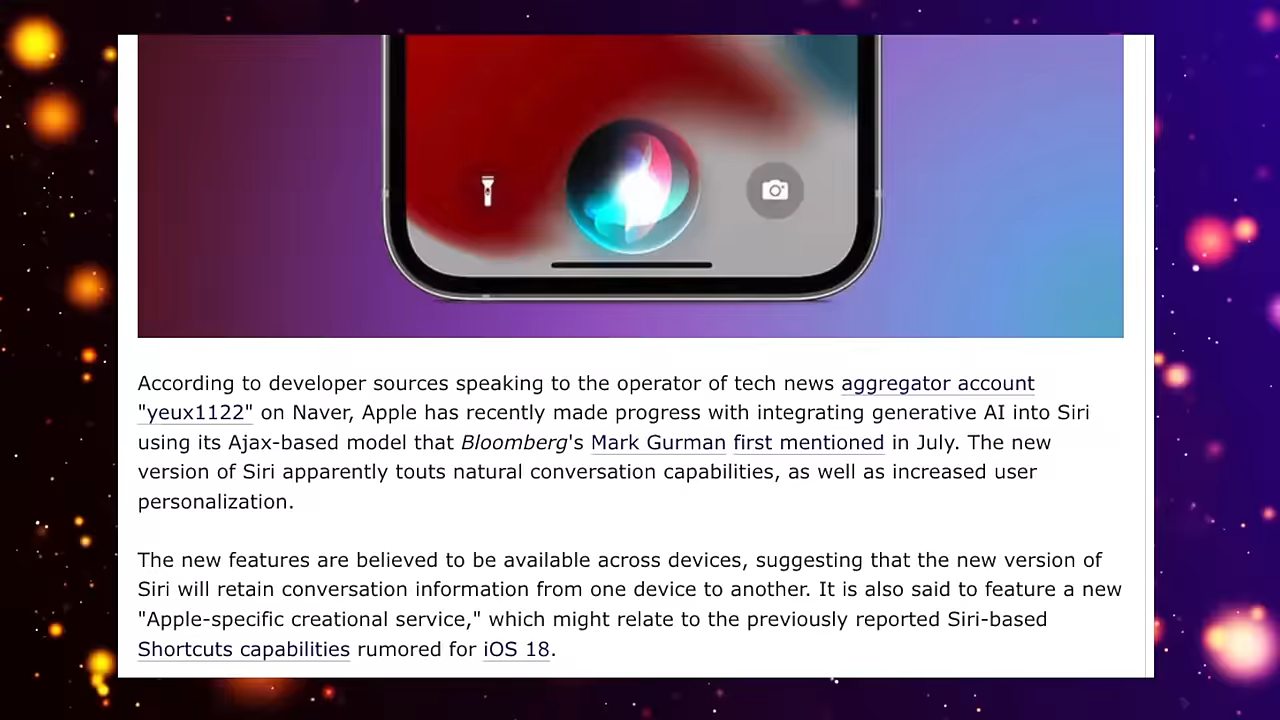 According to developer sources speaking to the operator of tech news aggregator account
"yeux1122" on Naver, Apple has recently made progress with integrating generative AI into Siri
using its Ajax-based model that Bloomberg's Mark Gurman first mentioned in July. The new
version of Siri apparently touts natural conversation capabilities, as well as increased user
personalization.
The new features are believed to be available across devices, suggesting that the new version of
Siri will retain conversation information from one device to another. It is also said to feature a new
"Apple-specific creational service," which might relate to the previously reported Siri-based
Shortcuts capabilities rumored for iOS 18.